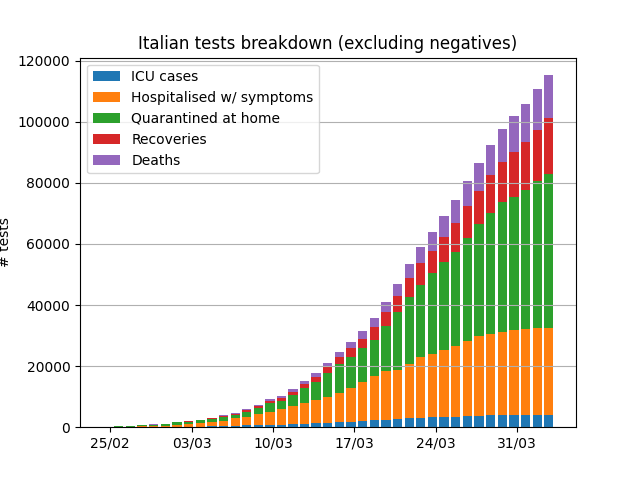 Italian tests breakdown (excluding negatives)
120000
100000
80000
60000
40000
20000
0
# tests
ICU cases
Hospitalised w/ symptoms
Quarantined at home
Recoveries
Deaths
25/02 03/03 10/03 17/03 24/03 31/03